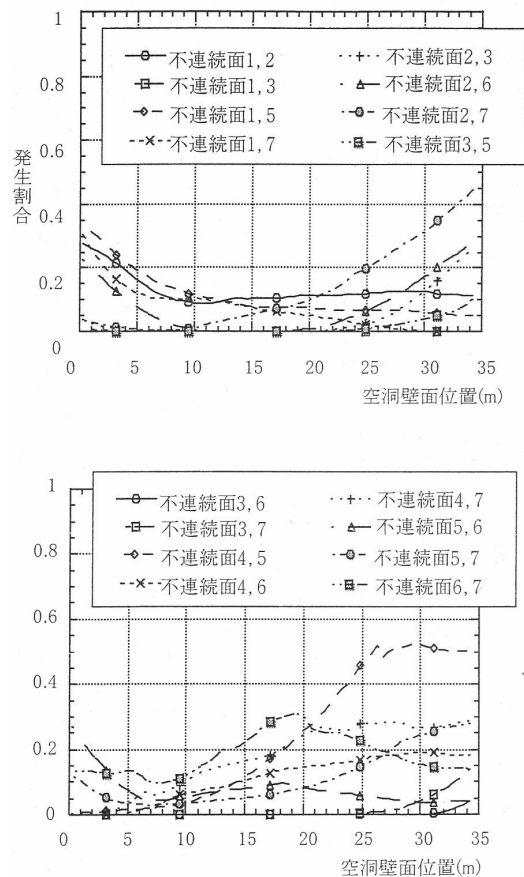 1
0.8
0.6
0.4
0.2
0
発生割合
不連続面1, 2
不連続面1, 3
不連続面1, 5
不連続面1, 7
不連続面2, 3
不連続面2, 6
不連続面2, 7
不連続面3, 5
0 5 10 15 20 25 30 35
空洞壁面位置(m)
1
0.8
0.6
0.4
0.2
0
不連続面3, 6
不連続面3, 7
不連続面4, 5
不連続面4, 6
不連続面4, 7
不連続面5, 6
不連続面5, 7
不連続面6, 7
0 5 10 15 20 25 30 35
空洞壁面位置(m)